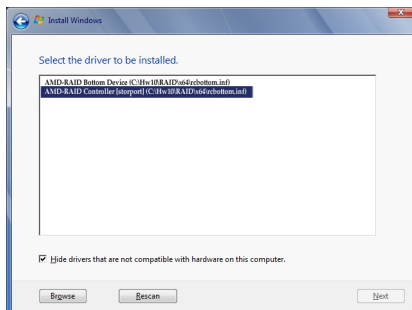 Install Windows
Select the driver to be installed.
AMD-RAID Bottom Device (C:\Hw10\RAID\x64\rcbottom.inf)
AMD-RAID Controller [storport] (C:\Hw10\RAID\x64\rcbottom.inf)
Hide drivers that are not compatible with hardware on this computer.
Browse
Rescan
Next